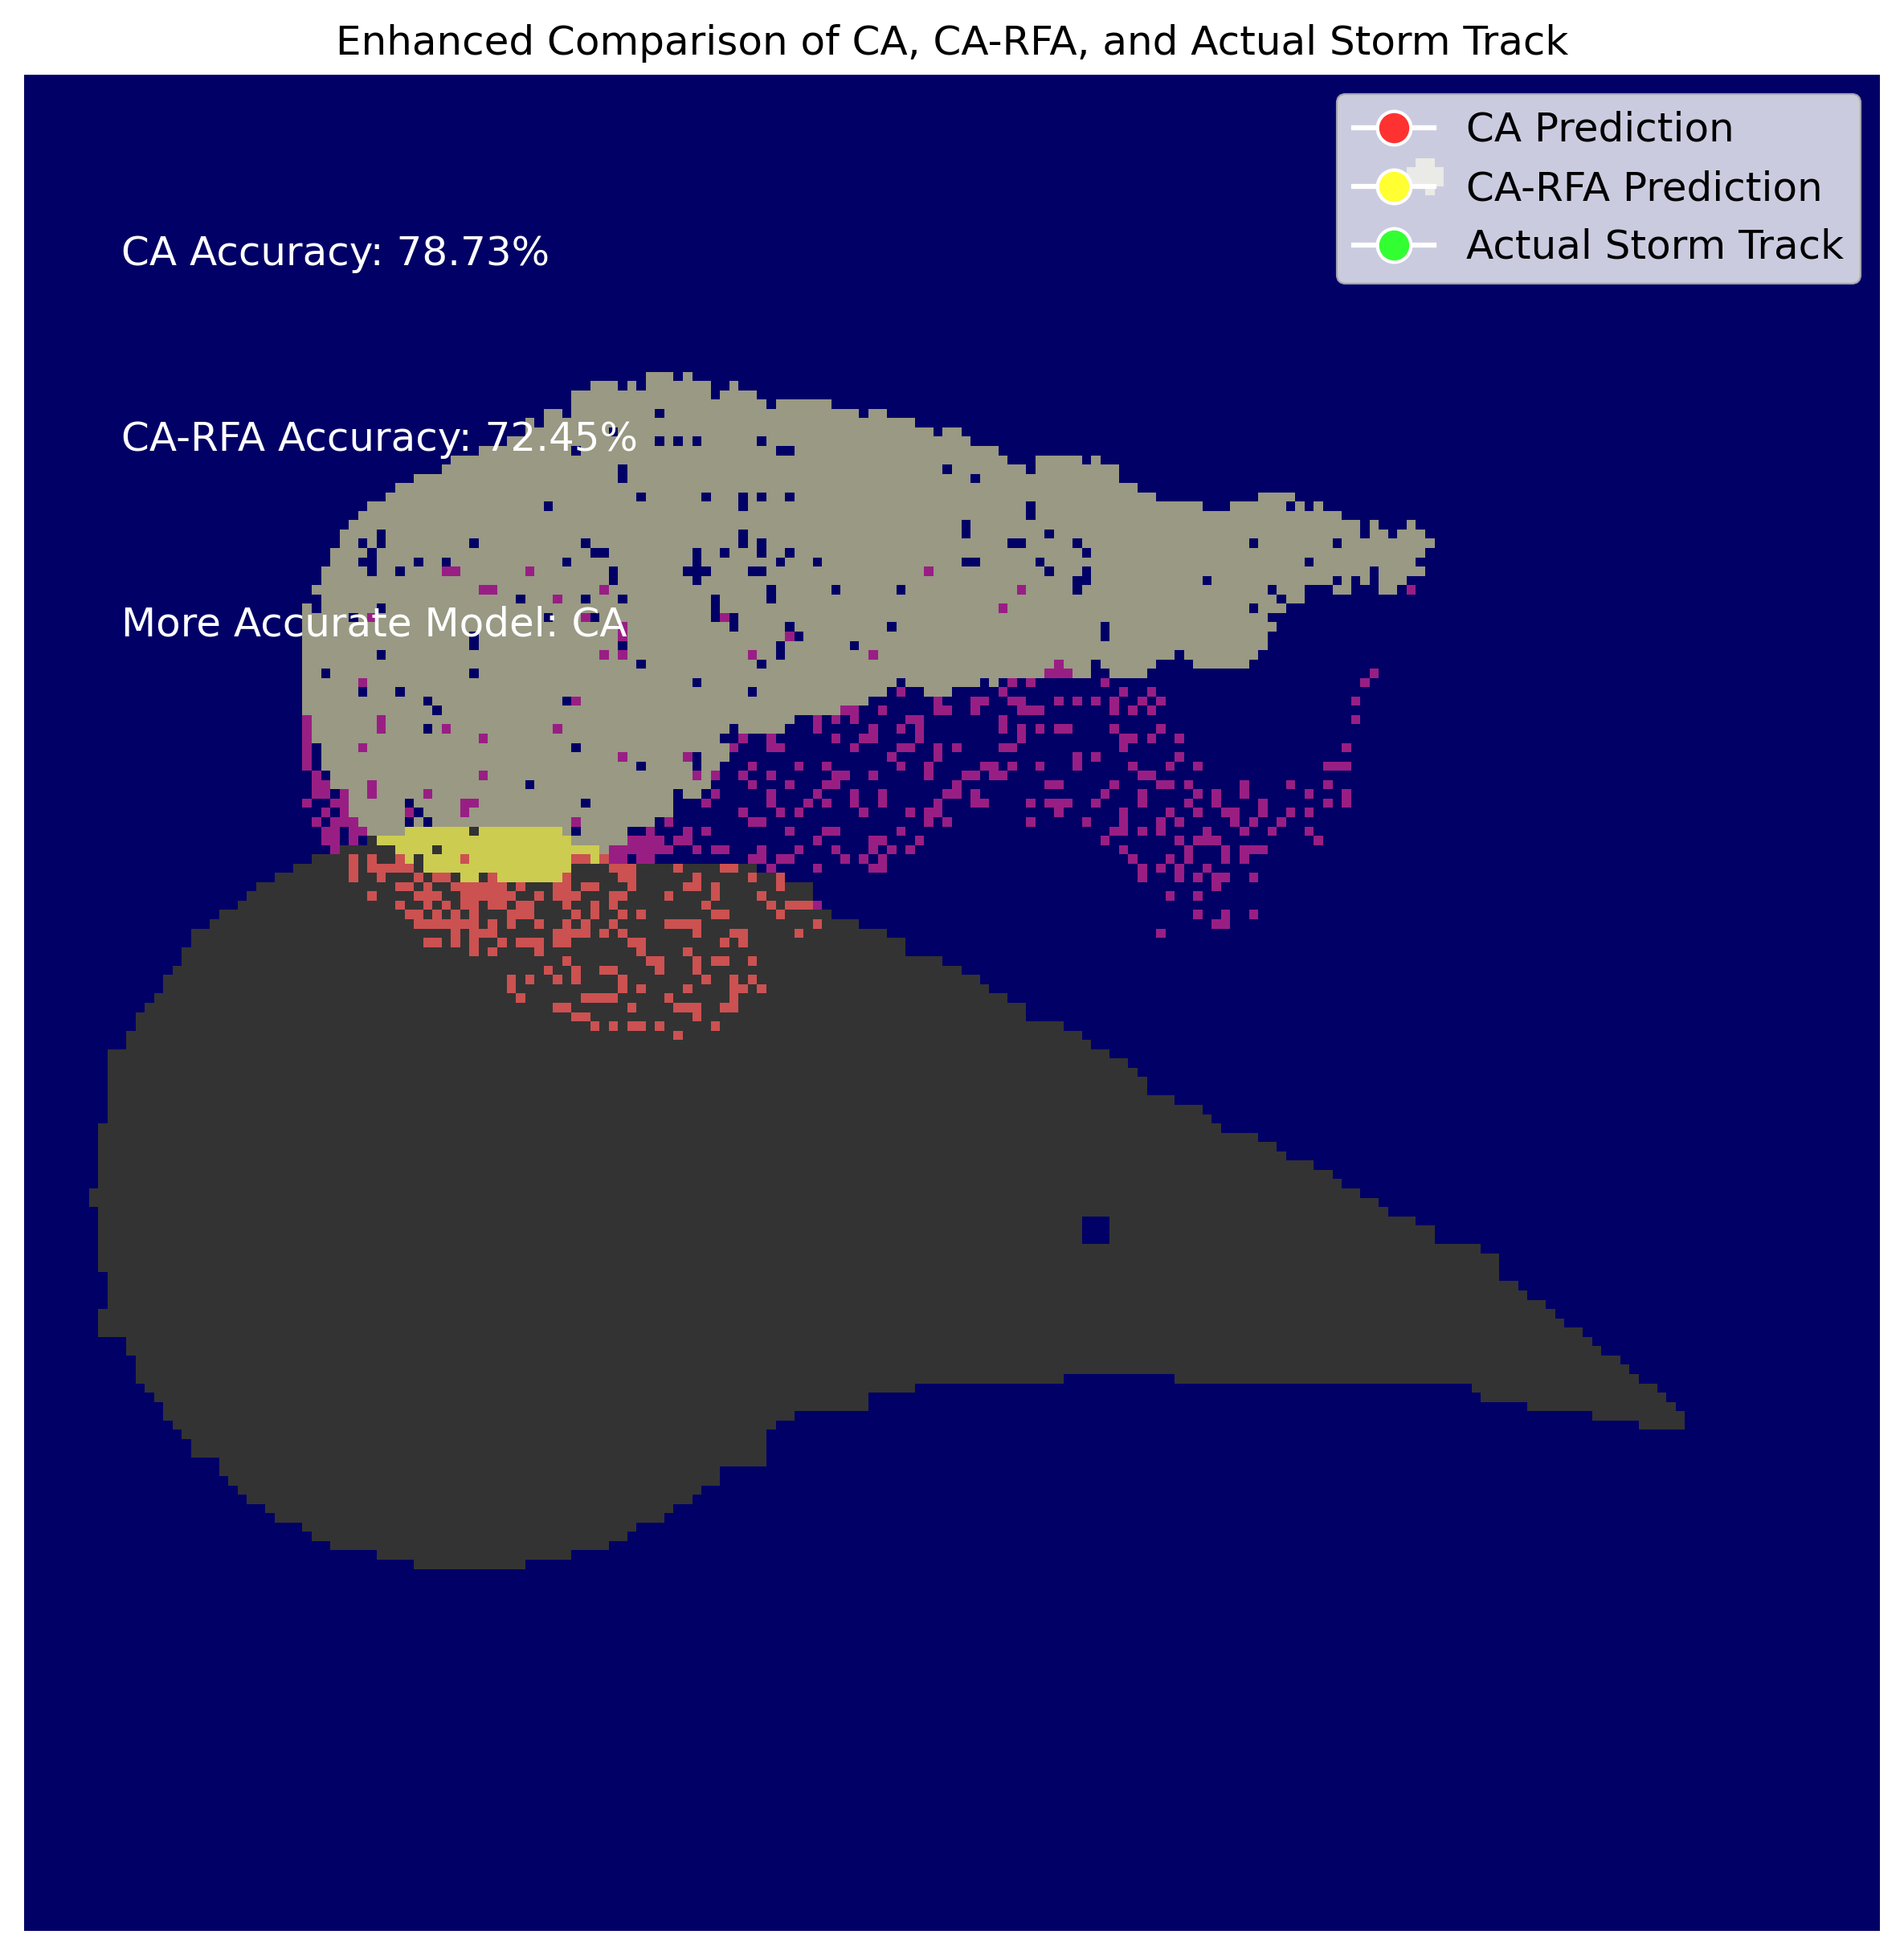 Enhanced Comparison of CA, CA-RFA, and Actual Storm Track
CA Prediction
CA-RFA Prediction
Actual Storm Track
CA Accuracy: 78.73%
CA-RFA Accuracy: 72.45%
More Accurate Model: CA